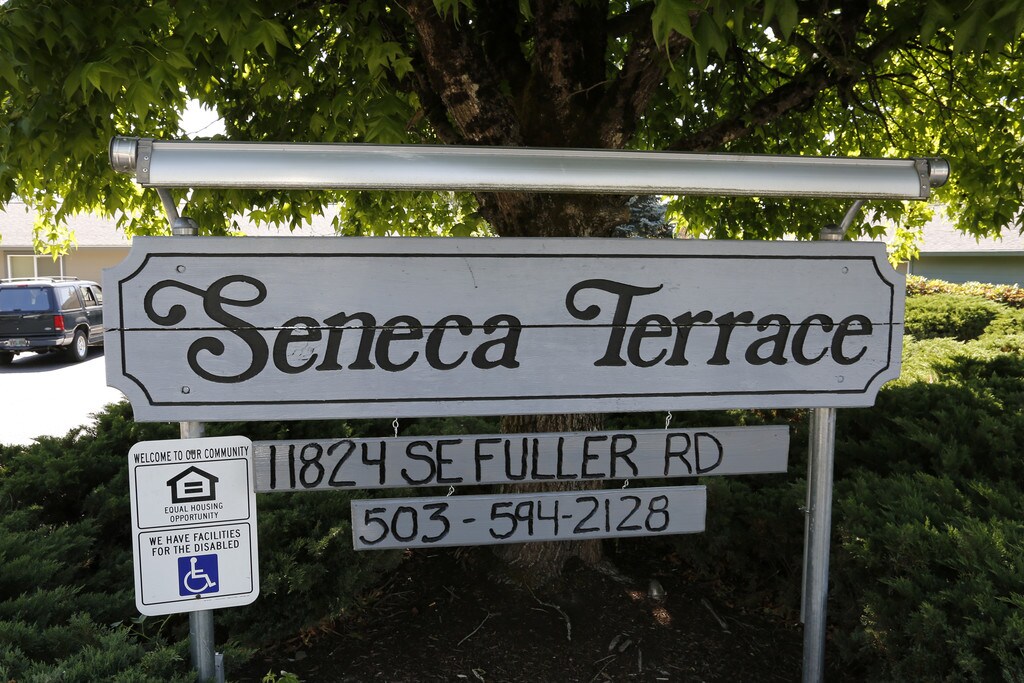 Seneca Terrace
11824 SE FULLER RD
503-594-2128
WELCOME TO OUR COMMUNITY
EQUAL HOUSING
OPPORTUNITY
WE HAVE FACILITIES
FOR THE DISABLED